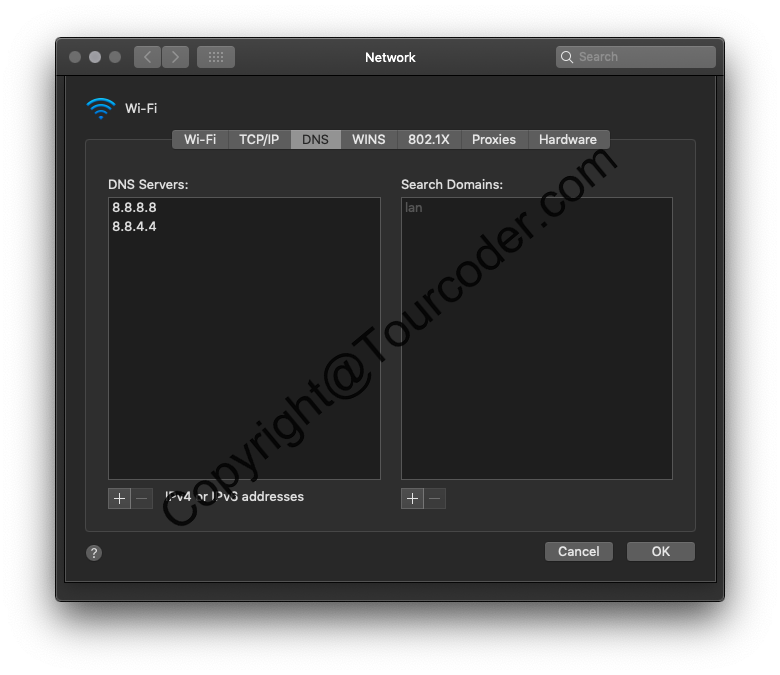 Network
Search
Wi-Fi
Wi-Fi TCP/IP DNS WINS 802.1X Proxies Hardware
DNS Servers:
Search Domains:
8.8.8.8
8.8.4.4
lan
+ − IPv4 or IPv6 addresses
+ −
? Cancel OK
Copyright@Tourcoder.com